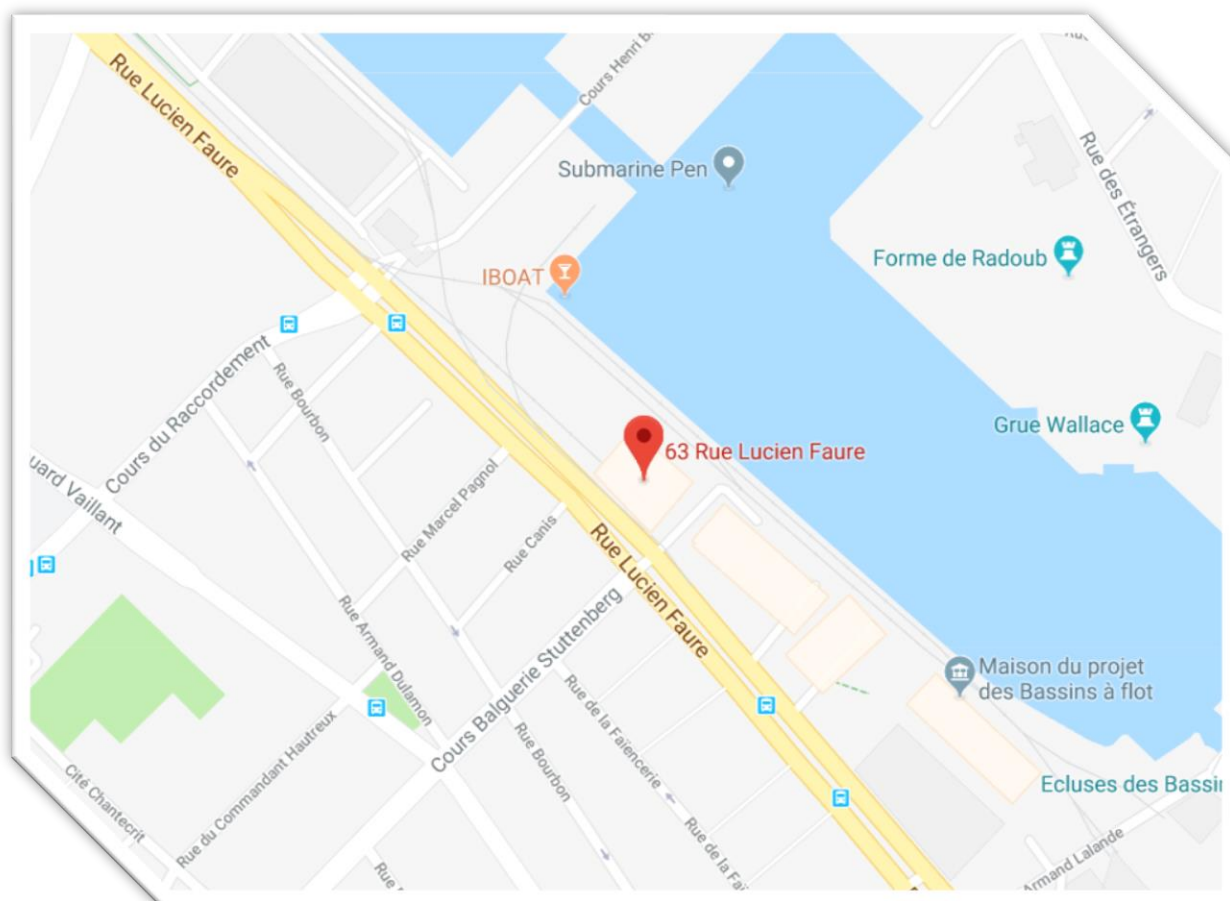 Rue Lucien Faure
Cours Henri B
Submarine Pen
Rue des Étrangers
Forme de Radoub
IBOAT
Cours du Raccordement
Rue Bourbon
Grue Wallace
63 Rue Lucien Faure
uard Vaillant
Rue Marcel Pagnol
Rue Canis
Rue Lucien Faure
Rue Armand Dulamon
Cours Balguerie Stuttenberg
Maison du projet
des Bassins à flot
Rue de la Faïencerie
Rue du Commandant Hautreux
Rue Bourbon
Cité Chantecrit
Ecluses des Bassi
Rue de la Faï
Armand Lalande
Rue